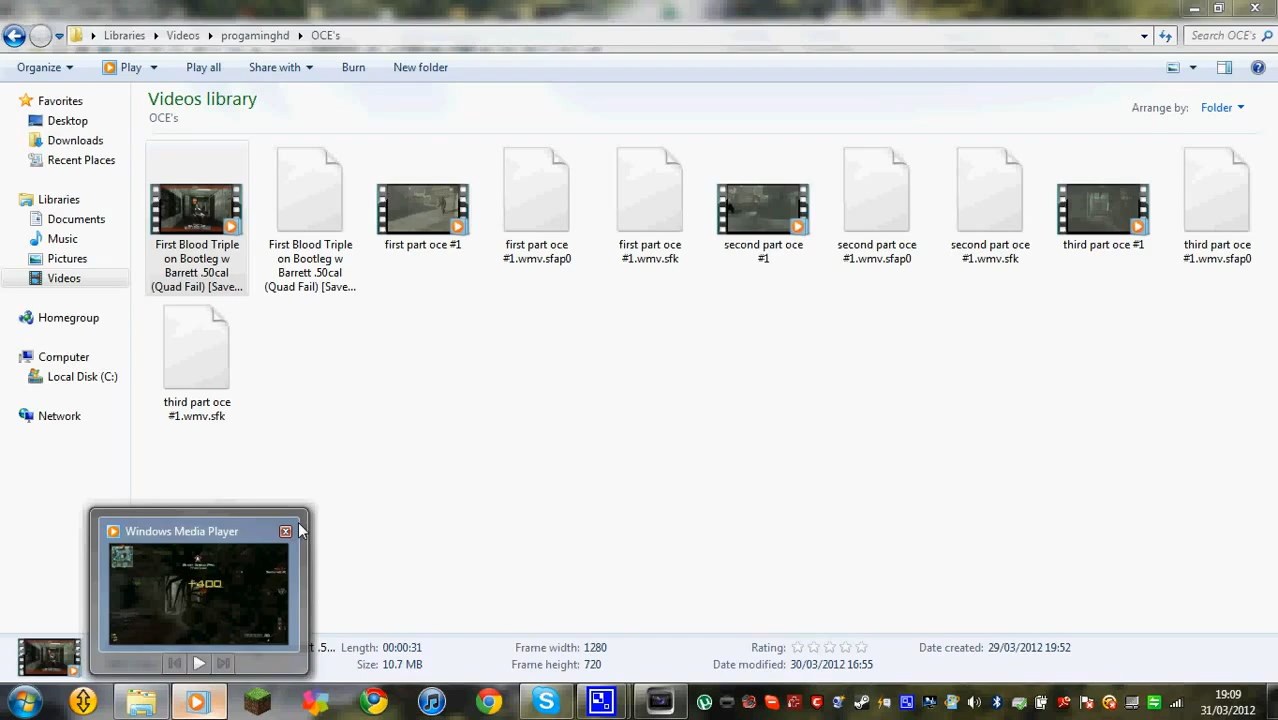 Libraries Videos progaminghd OCE's
Search OCE's
Organize Play Play all Share with Burn New folder
Favorites
Desktop
Downloads
Recent Places
Libraries
Documents
Music
Pictures
Videos
Homegroup
Computer
Local Disk (C:)
Network
Videos library
OCE's
Arrange by: Folder
First Blood Triple
on Bootleg w
Barrett .50cal
(Quad Fail) [Save...
First Blood Triple
on Bootleg w
Barrett .50cal
(Quad Fail) [Save...
first part oce #1
first part oce
#1.wmv.sfap0
first part oce
#1.wmv.sfk
second part oce
#1
second part oce
#1.wmv.sfap0
second part oce
#1.wmv.sfk
third part oce #1
third part oce
#1.wmv.sfap0
third part oce
#1.wmv.sfk
Windows Media Player
+400
.5... Length: 00:00:31
Size: 10.7 MB
Frame width: 1280
Frame height: 720
Rating:
Date modified: 30/03/2012 16:55
Date created: 29/03/2012 19:52
19:09
31/03/2012